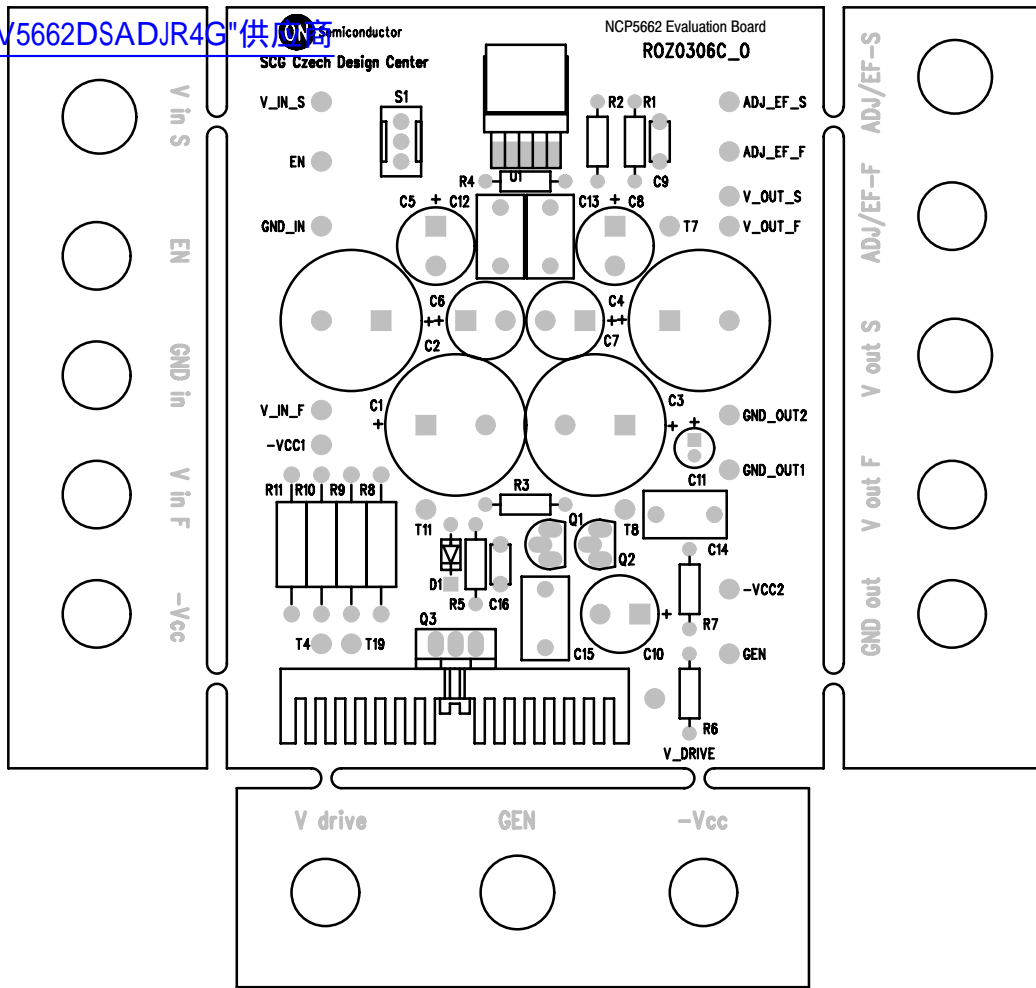 V5662DSADJR4G"供应商
ON Semiconductor
SCG Czech Design Center
NCP5662 Evaluation Board
ROZ0306C_0
V in S
EN
GND in
V in F
-Vcc
V_IN_S
S1
EN
GND_IN
R2
R1
C9
ADJ_EF_S
ADJ_EF_F
V_OUT_S
V_OUT_F
R4
U1
C5
+
C12
C13
+
C8
T7
C6
++
C2
C4
++
C7
C1
+
C3
+
+
C11
V_IN_F
-VCC1
GND_OUT2
GND_OUT1
R11
R10
R9
R8
R3
T11
Q1
T8
Q2
C14
D1
R5
C16
C15
+
C10
R7
-VCC2
GEN
T4
T19
Q3
R6
V_DRIVE
ADJ/EF-S
ADJ/EF-F
V out S
V out F
GND out
V drive
GEN
-Vcc